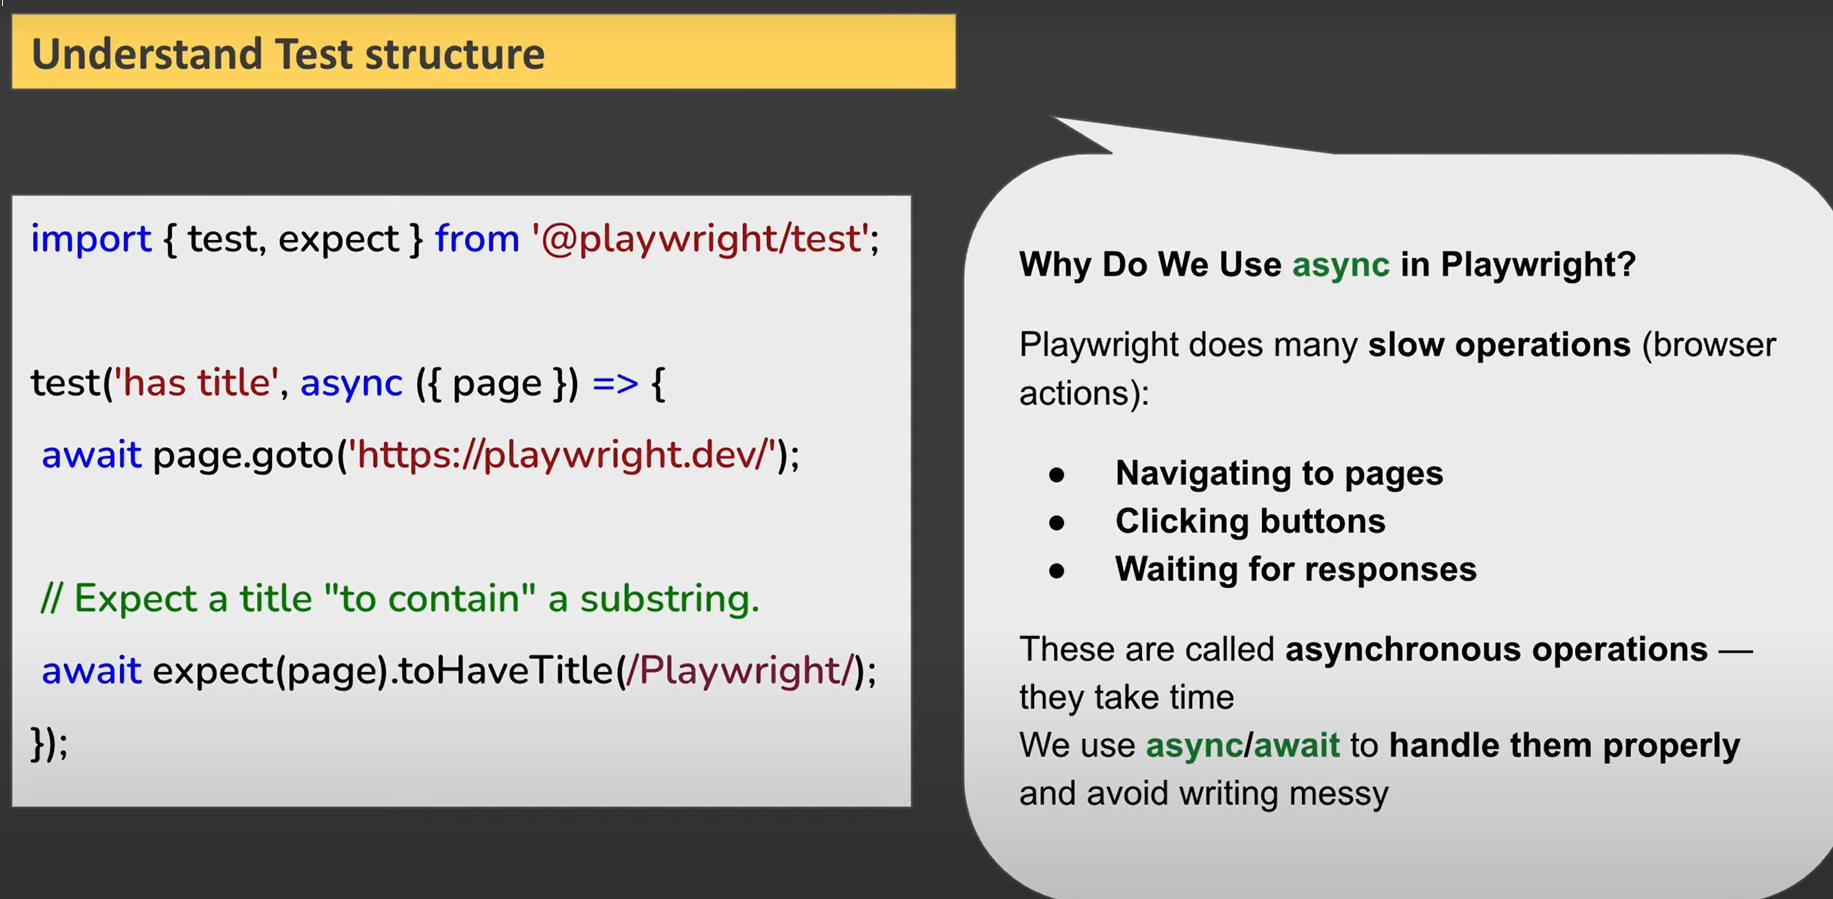 Understand Test structure
import { test, expect } from '@playwright/test';
test('has title', async ({ page }) => {
await page.goto('https://playwright.dev/');
// Expect a title "to contain" a substring.
await expect(page).toHaveTitle(/Playwright/);
});
Why Do We Use async in Playwright?
Playwright does many slow operations (browser
actions):
● Navigating to pages
● Clicking buttons
● Waiting for responses
These are called asynchronous operations —
they take time
We use async/await to handle them properly
and avoid writing messy